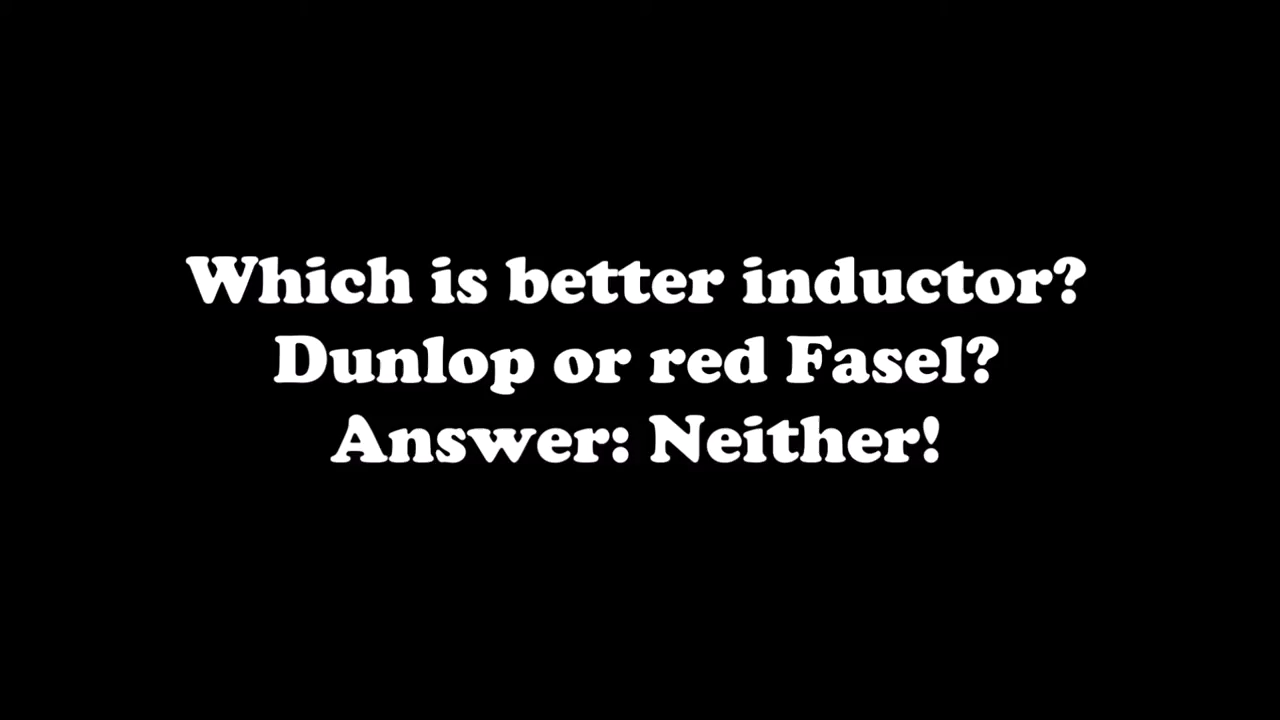 Which is better inductor?
Dunlop or red Fasel?
Answer: Neither!